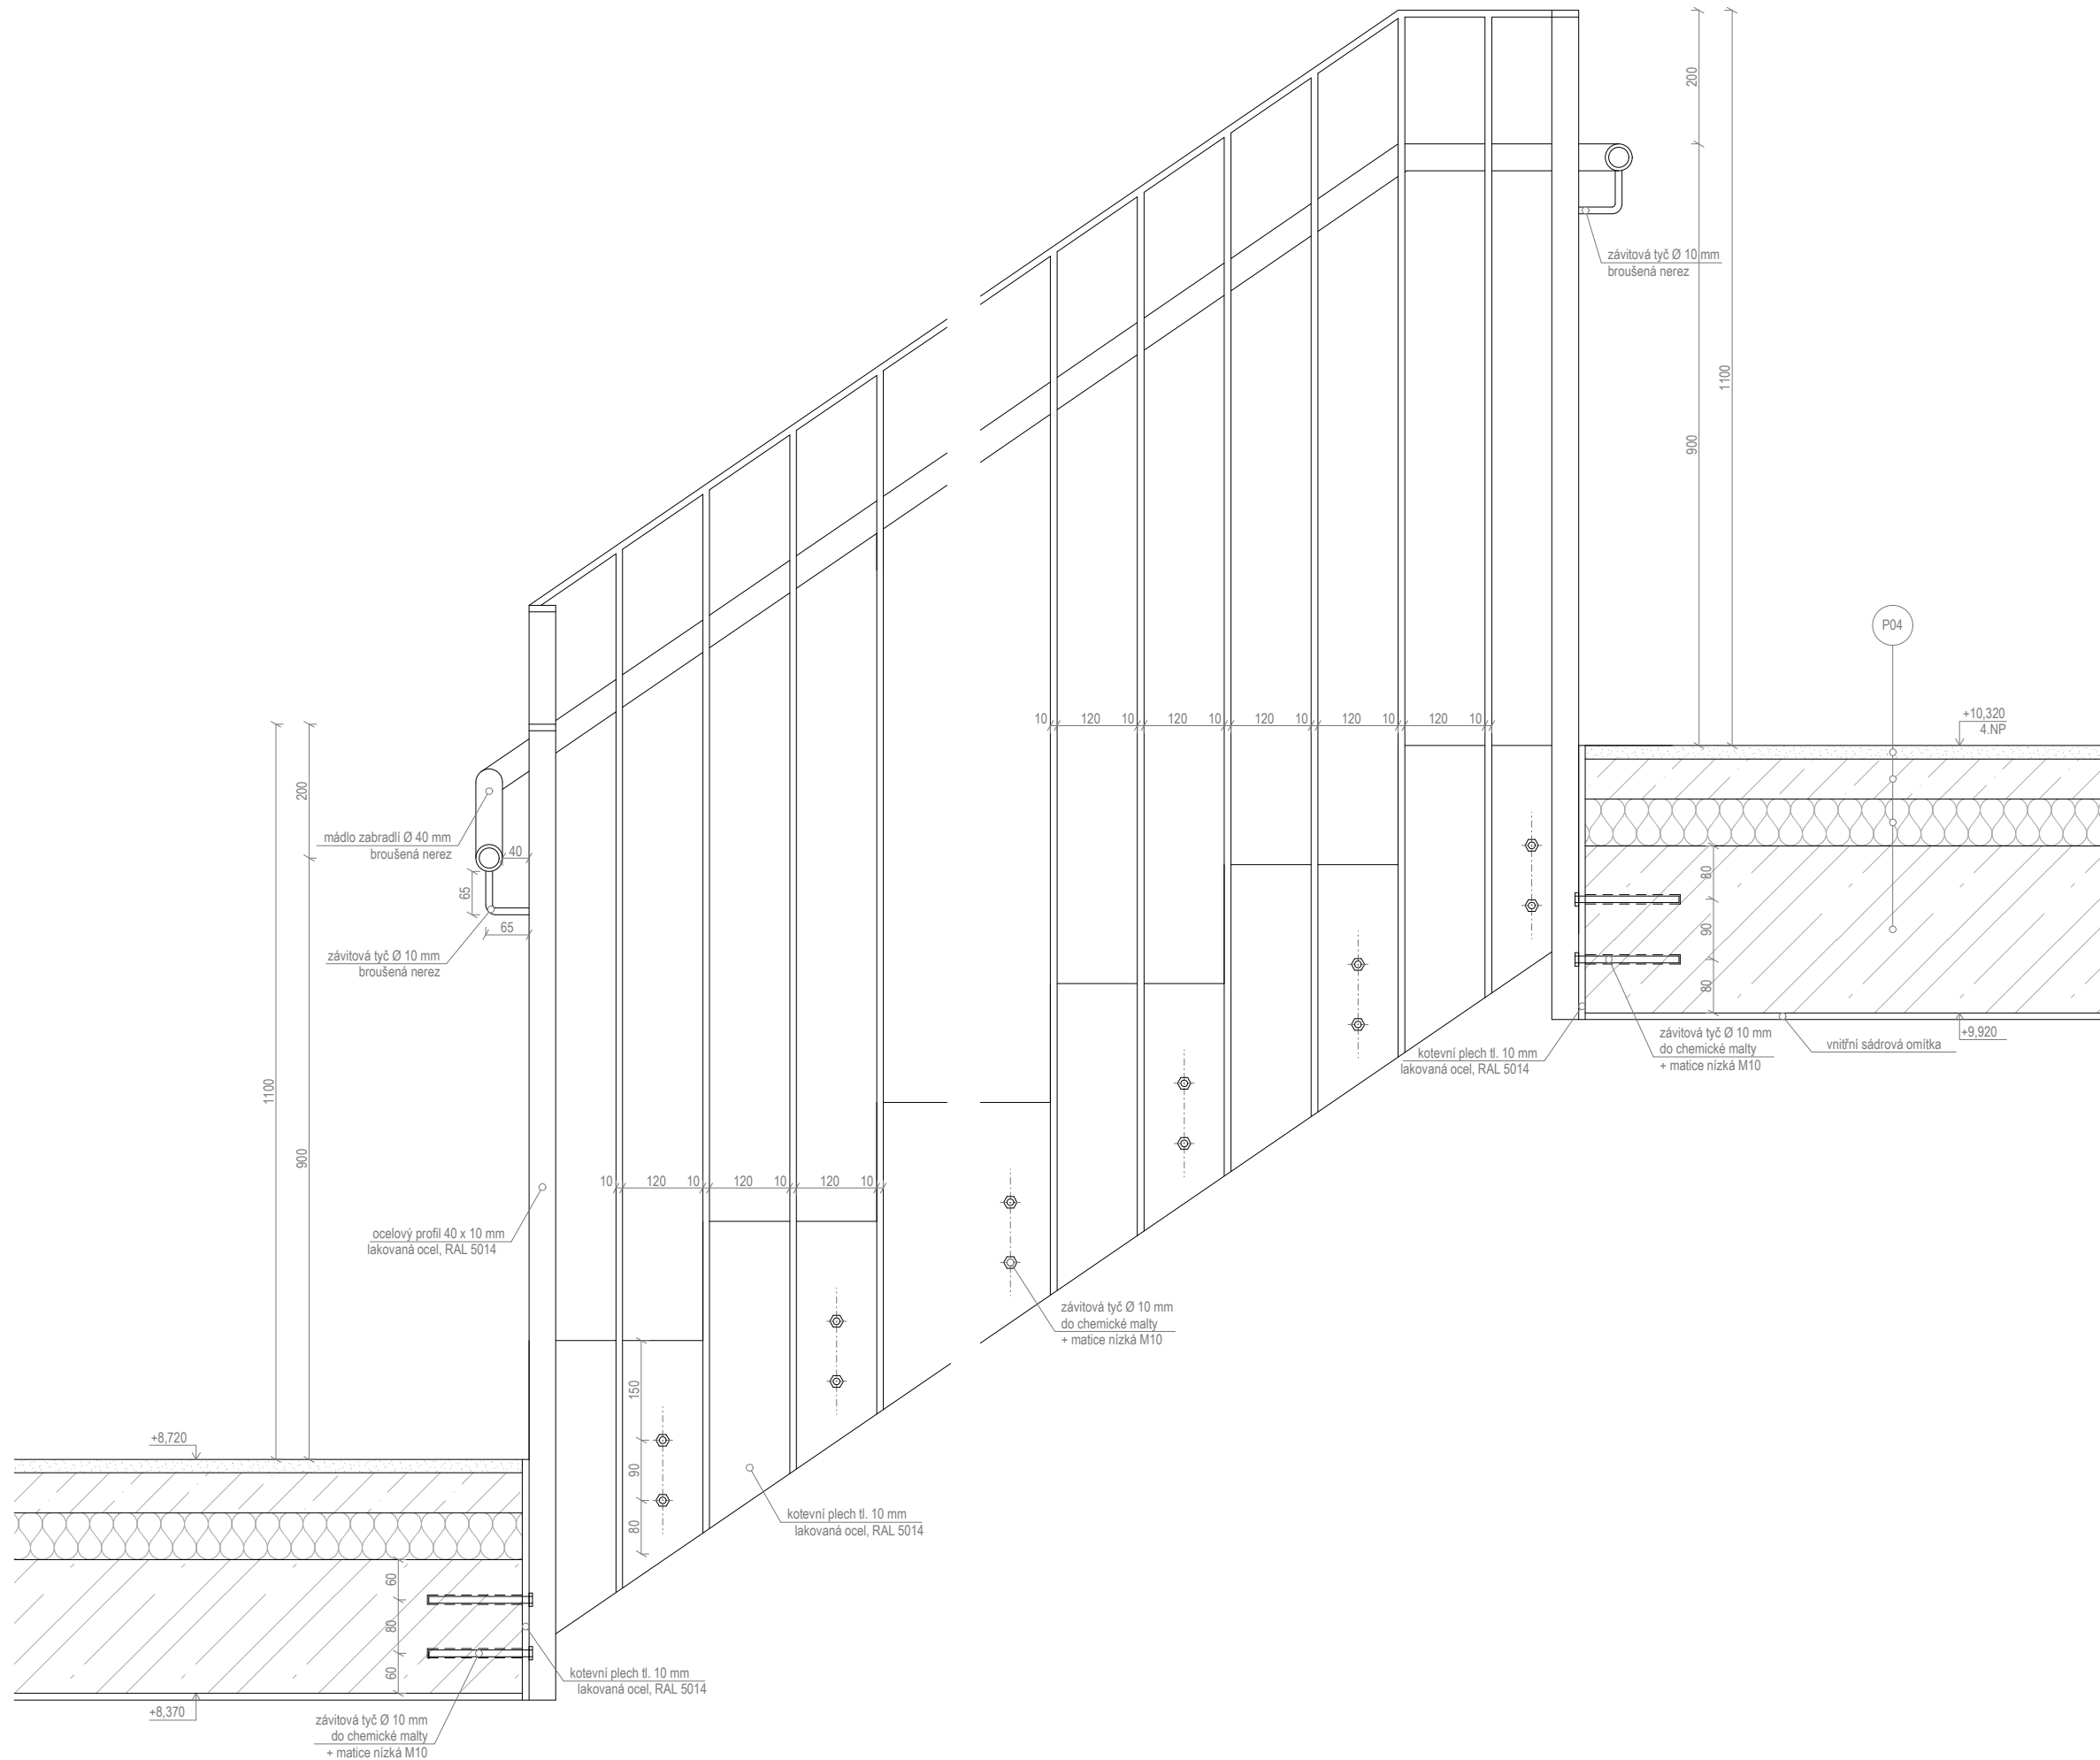 200
1100
900
závitová tyč Ø 10 mm
broušená nerez
P04
+10,320
4.NP
10 120 10 120 10 120 10 120 10 120 10
200
mádlo zabradlí Ø 40 mm
broušená nerez
40
65
65
závitová tyč Ø 10 mm
broušená nerez
80
90
80
+9,920
závitová tyč Ø 10 mm
do chemické malty
+ matice nízká M10
vnitřní sádrová omítka
kotevní plech tl. 10 mm
lakovaná ocel, RAL 5014
1100
900
10 120 10 120 10 120 10
ocelový profil 40 x 10 mm
lakovaná ocel, RAL 5014
závitová tyč Ø 10 mm
do chemické malty
+ matice nízká M10
150
90
80
+8,720
kotevní plech tl. 10 mm
lakovaná ocel, RAL 5014
60
80
60
kotevní plech tl. 10 mm
lakovaná ocel, RAL 5014
+8,370
závitová tyč Ø 10 mm
do chemické malty
+ matice nízká M10